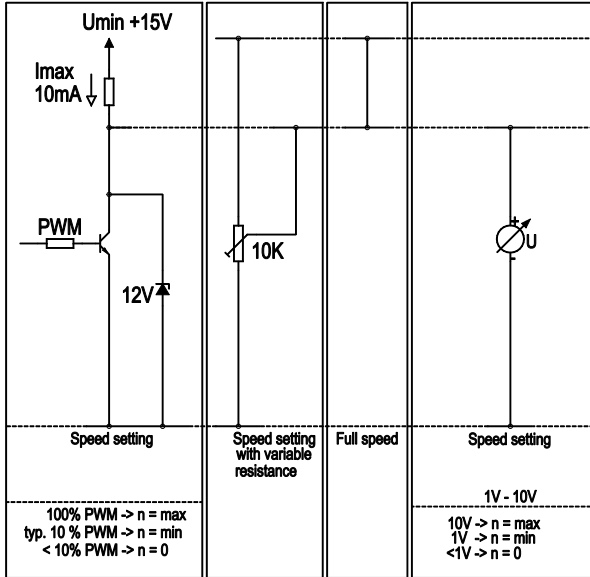 Umin +15V
Imax
10mA
PWM
12V
Speed setting
100% PWM -> n = max
typ. 10 % PWM -> n = min
< 10% PWM -> n = 0
10K
Speed setting
with variable
resistance
Full speed
+
U
-
Speed setting
1V - 10V
10V -> n = max
1V -> n = min
<1V -> n = 0